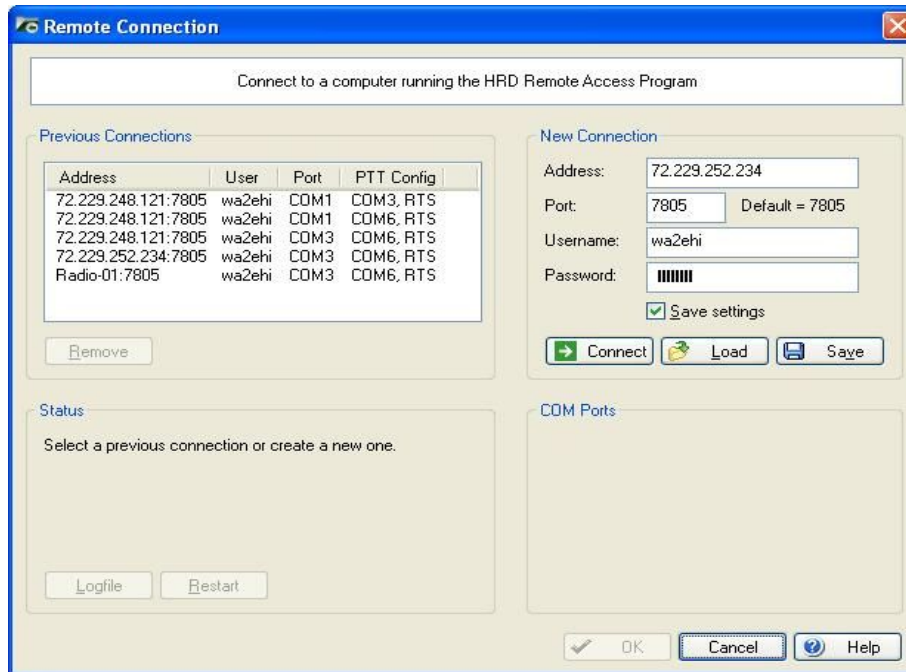 Remote Connection
Connect to a computer running the HRD Remote Access Program
Previous Connections
Address User Port PTT Config
72.229.248.121:7805 wa2ehi COM1 COM3, RTS
72.229.248.121:7805 wa2ehi COM1 COM6, RTS
72.229.248.121:7805 wa2ehi COM3 COM6, RTS
72.229.252.234:7805 wa2ehi COM3 COM6, RTS
Radio-01:7805 wa2ehi COM3 COM6, RTS
Remove
New Connection
Address: 72.229.252.234
Port: 7805 Default = 7805
Username: wa2ehi
Password:
Save settings
Connect Load Save
Status
Select a previous connection or create a new one.
Logfile Restart
COM Ports
OK Cancel Help